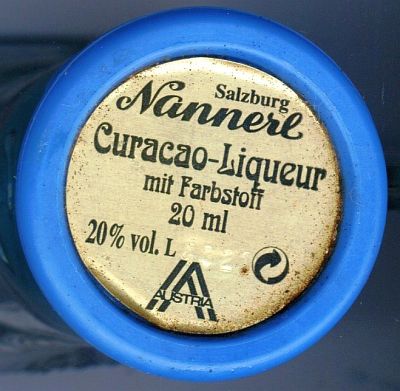 Salzburg
Nannerl
Curacao-Liqueur
mit Farbstoff
20 ml
20% vol. L
AUSTRIA